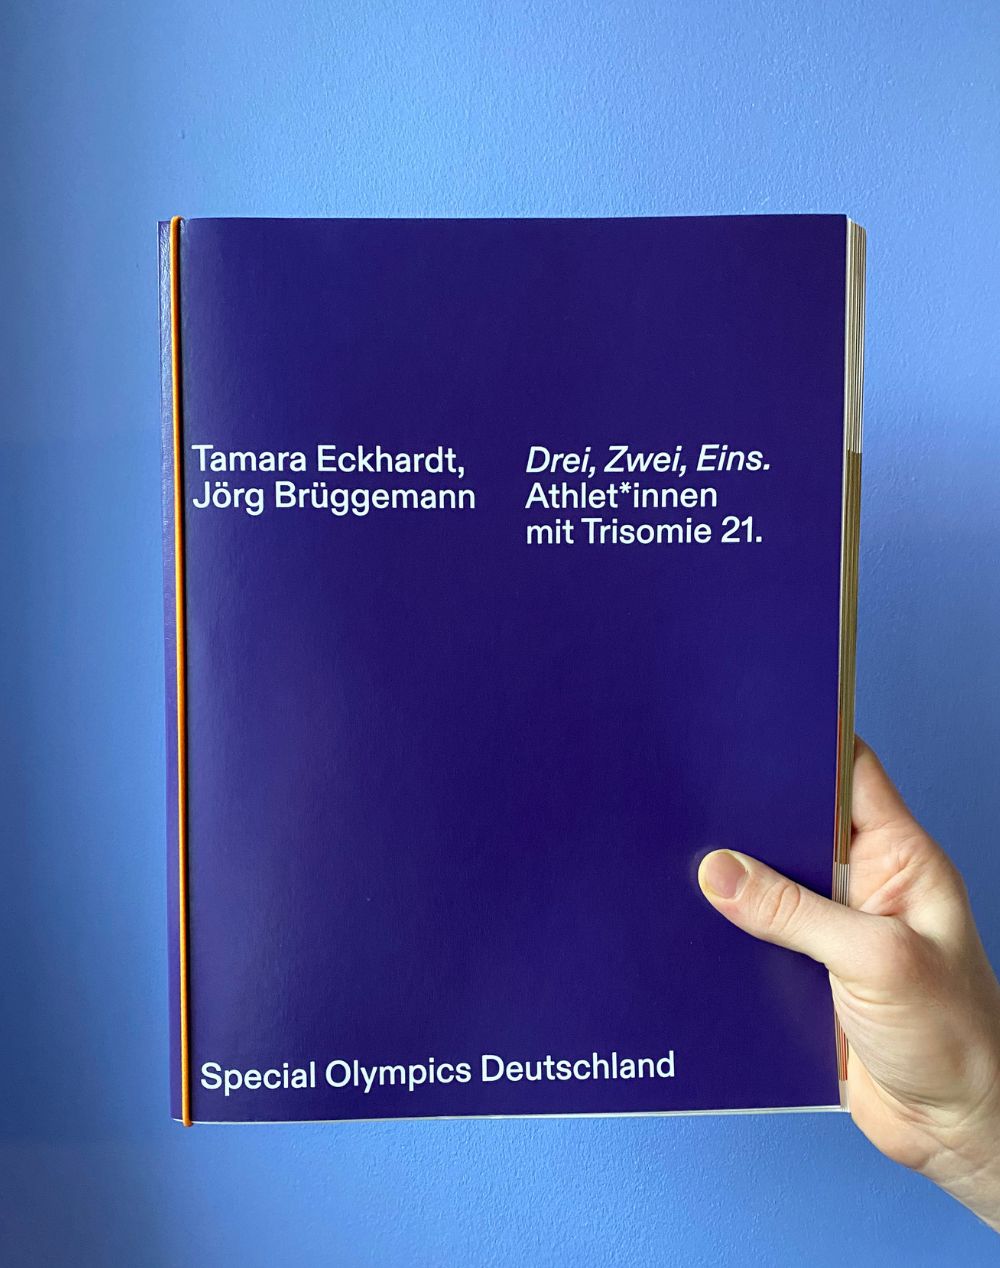 Tamara Eckhardt,
Jörg Brüggemann
Drei, Zwei, Eins.
Athlet*innen
mit Trisomie 21.
Special Olympics Deutschland